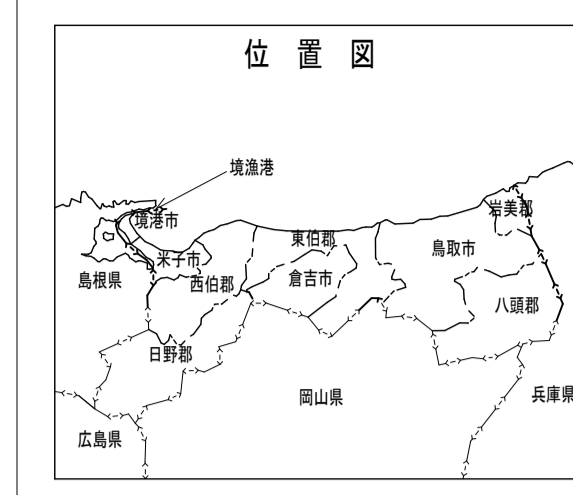 位置図
境漁港
境港市
岩美郡
東伯郡
鳥取市
米子市
島根県
西伯郡
倉吉市
八頭郡
日野郡
岡山県
兵庫県
広島県